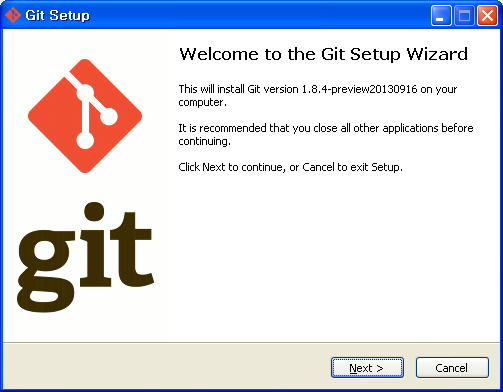 Git Setup
Welcome to the Git Setup Wizard
This will install Git version 1.8.4-preview20130916 on your
computer.
It is recommended that you close all other applications before
continuing.
Click Next to continue, or Cancel to exit Setup.
git
Next >
Cancel